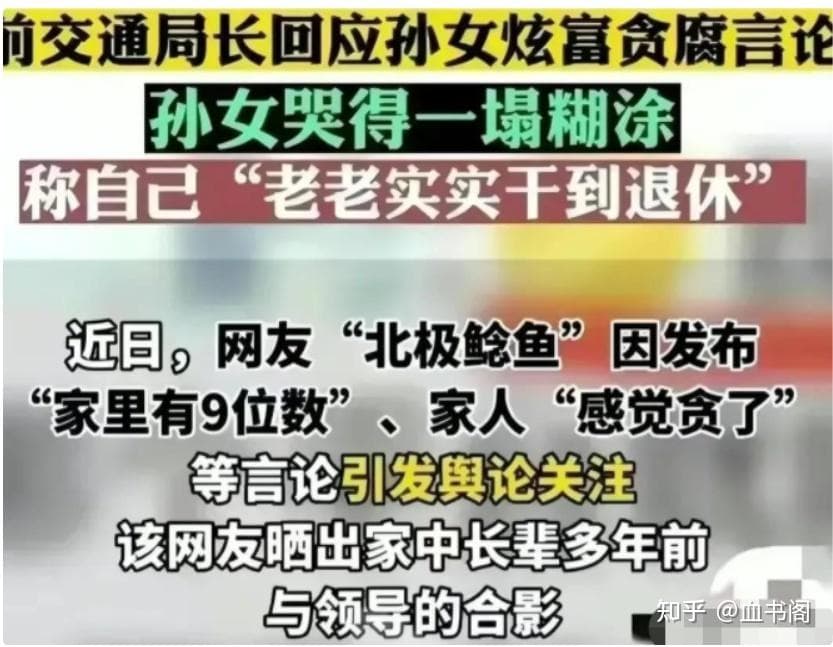 前交通局长回应孙女炫富贪腐言论
孙女哭得一塌糊涂
称自己“老老实实干到退休”
近日，网友“北极鲶鱼”因发布
“家里有9位数”、家人“感觉贪了”
等言论引发舆论关注
该网友晒出家中长辈多年前
与领导的合影
知乎 @血书阁